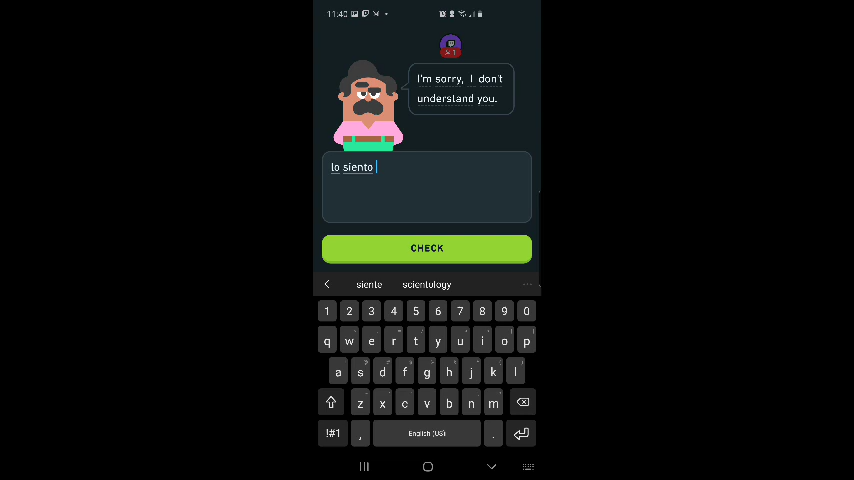 11:40
I'm sorry, I don't
understand you.
lo siento
CHECK
siente scientology
1 2 3 4 5 6 7 8 9 0
q w e r t y u i o p
a s d f g h j k l
z x c v b n m
!#1 , English (US) .